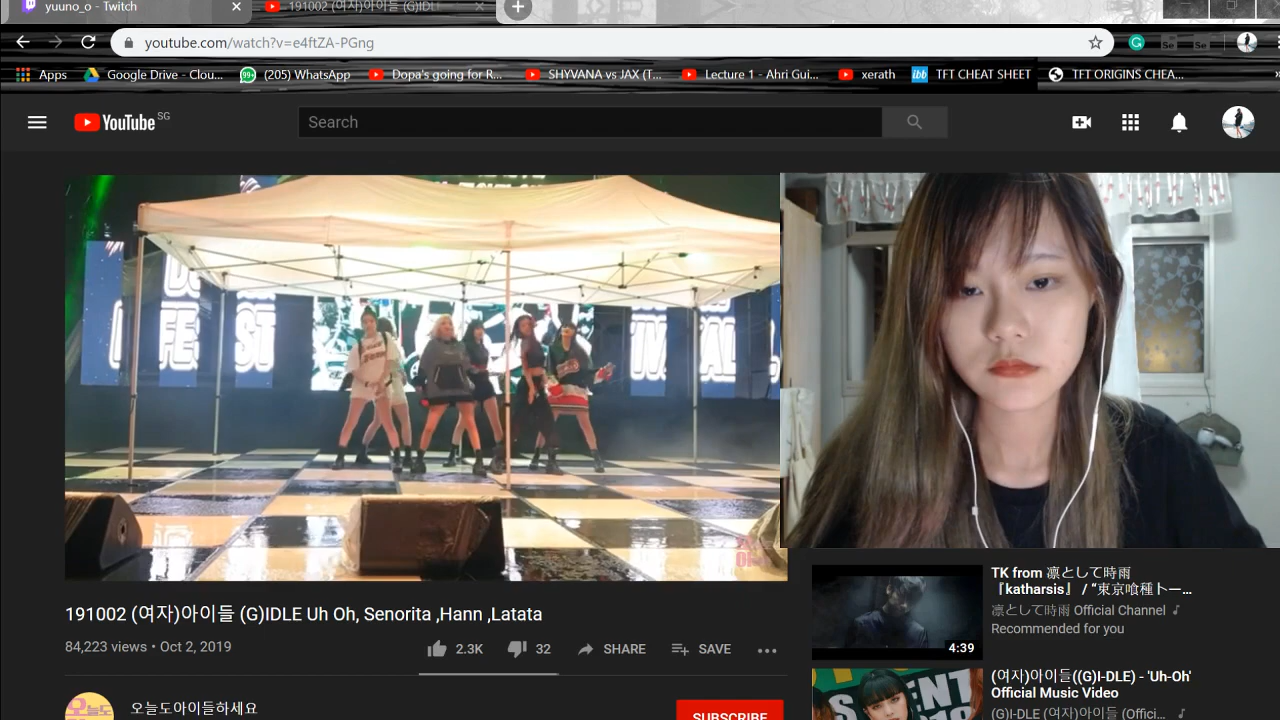 yuuno_o - Twitch
191002 (여자)아이들 (G)IDLE
youtube.com/watch?v=e4ftZA-PGng
Apps
Google Drive - Clou...
(205) WhatsApp
Dopa's going for R...
SHYVANA vs JAX (T...
Lecture 1 - Ahri Gui...
xerath
TFT CHEAT SHEET
TFT ORIGINS CHEA...
YouTube SG
Search
191002 (여자)아이들 (G)IDLE Uh Oh, Senorita ,Hann ,Latata
84,223 views • Oct 2, 2019
2.3K
32
SHARE
SAVE
오늘도아이들하세요
SUBSCRIBE
TK from 凛として時雨
『katharsis』 / “東京喰種トー...
凛として時雨 Official Channel
Recommended for you
4:39
(여자)아이들((G)I-DLE) - 'Uh-Oh'
Official Music Video
(G)I-DLE (여자)아이들 (Offici...